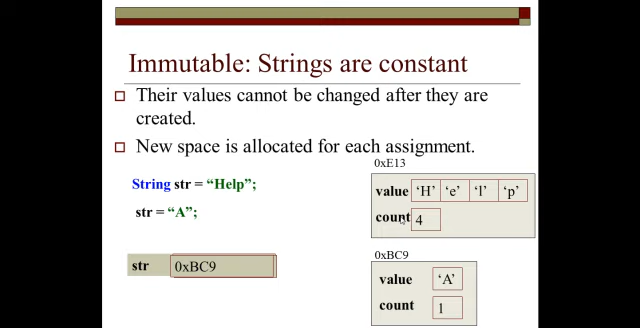 Immutable: Strings are constant
Their values cannot be changed after they are
created.
New space is allocated for each assignment.
0xE13
String str = “Help”;
value ‘H’ ‘e’ ‘l’ ‘p’
str = “A”;
count 4
0xBC9
str 0xBC9
value ‘A’
count 1